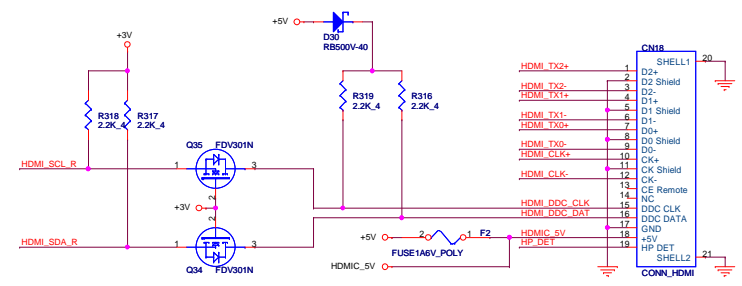 +5V
D30
RB500V-40
+3V
CN18
SHELL1 20
HDMI_TX2+ 1 D2+
2 D2 Shield
HDMI_TX2- 3 D2-
HDMI_TX1+ 4 D1+
5 D1 Shield
HDMI_TX1- 6 D1-
HDMI_TX0+ 7 D0+
8 D0 Shield
HDMI_TX0- 9 D0-
HDMI_CLK+ 10 CK+
11 CK Shield
HDMI_CLK- 12 CK-
13 CE Remote
14 NC
HDMI_DDC_CLK 15 DDC CLK
HDMI_DDC_DAT 16 DDC DATA
17 GND
HDMIC_5V 18 +5V
HP_DET 19 HP DET
SHELL2 21
CONN_HDMI
R318
2.2K_4
R317
2.2K_4
R319
2.2K_4
R316
2.2K_4
Q35 FDV301N
HDMI_SCL_R 1 3
2
+3V
2
HDMI_SDA_R 1 3
Q34 FDV301N
+5V 2 1 F2
FUSE1A6V_POLY
HDMIC_5V